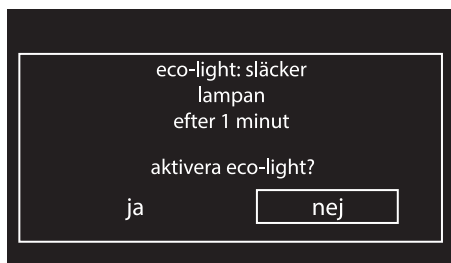 eco-light: släcker
lampan
efter 1 minut
aktivera eco-light?
ja nej